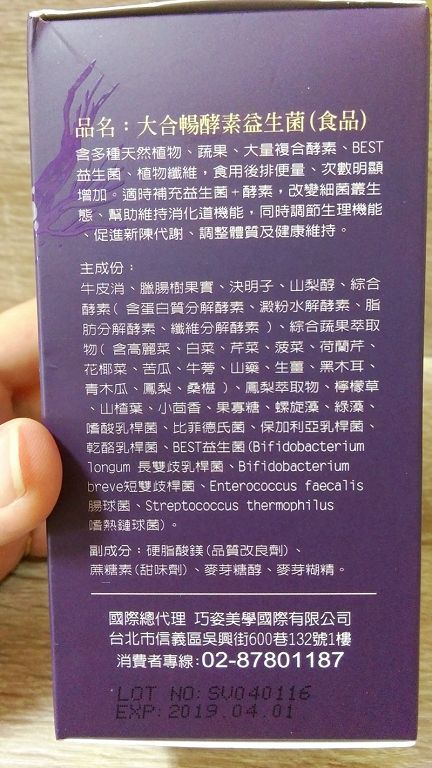 品名：大合暢酵素益生菌(食品)
含多種天然植物、蔬果、大量複合酵素、BEST
益生菌、植物纖維，食用後排便量、次數明顯
增加。適時補充益生菌+酵素，改變細菌叢生
態、幫助維持消化道機能，同時調節生理機能
、促進新陳代謝、調整體質及健康維持。
主成份：
牛皮消、臘腸樹果實、決明子、山梨醇、綜合
酵素( 含蛋白質分解酵素、澱粉水解酵素、脂
肪分解酵素、纖維分解酵素 )、綜合蔬果萃取
物( 含高麗菜、白菜、芹菜、菠菜、荷蘭芹、
花椰菜、苦瓜、牛蒡、山藥、生薑、黑木耳、
青木瓜、鳳梨、桑椹 )、鳳梨萃取物、檸檬草
、山楂葉、小茴香、果寡糖、螺旋藻、綠藻、
嗜酸乳桿菌、比菲德氏菌、保加利亞乳桿菌、
乾酪乳桿菌、BEST益生菌(Bifidobacterium
longum 長雙歧乳桿菌、Bifidobacterium
breve短雙歧桿菌、Enterococcus faecalis
腸球菌、Streptococcus thermophilus
嗜熱鏈球菌)。
副成分：硬脂酸鎂(品質改良劑)、
蔗糖素(甜味劑)、麥芽糖醇、麥芽糊精。
國際總代理 巧姿美學國際有限公司
台北市信義區吳興街600巷132號1樓
消費者專線:02-87801187
LOT NO:SV040116
EXP:2019.04.01